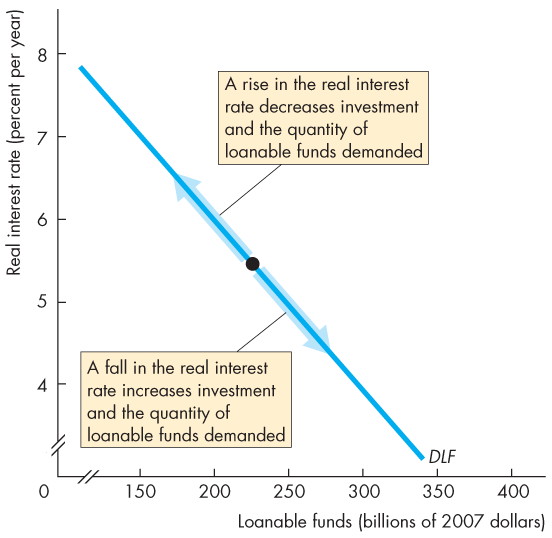 Real interest rate (percent per year)
8
7
6
5
4
A rise in the real interest
rate decreases investment
and the quantity of
loanable funds demanded
A fall in the real interest
rate increases investment
and the quantity of
loanable funds demanded
DLF
0
150
200
250
300
350
400
Loanable funds (billions of 2007 dollars)